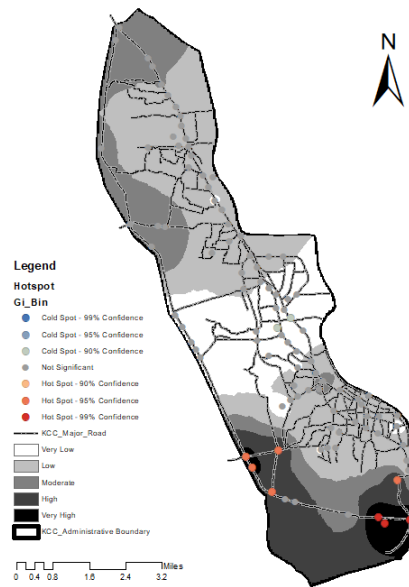 N
Legend
Hotspot
Gi_Bin
Cold Spot - 99% Confidence
Cold Spot - 95% Confidence
Cold Spot - 90% Confidence
Not Significant
Hot Spot - 90% Confidence
Hot Spot - 95% Confidence
Hot Spot - 99% Confidence
KCC_Major_Road
Very Low
Low
Moderate
High
Very High
KCC_Administrative Boundary
Miles
0 0.4 0.8 1.6 2.4 3.2